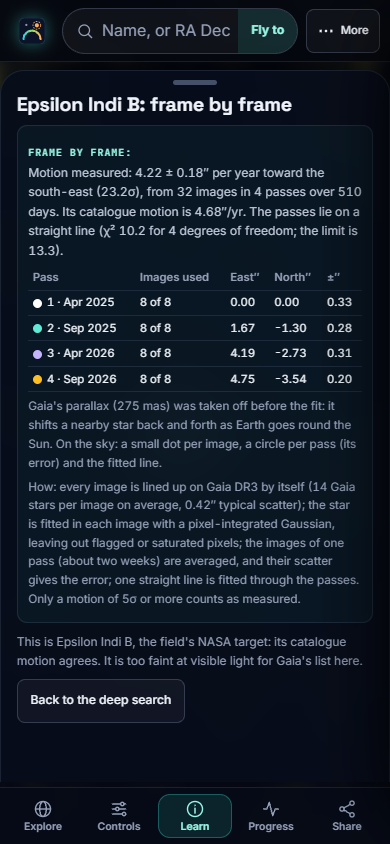 Name, or RA Dec
Fly to
··· More
Epsilon Indi B: frame by frame
FRAME BY FRAME:
Motion measured: 4.22 ± 0.18″ per year toward the
south-east (23.2σ), from 32 images in 4 passes over 510
days. Its catalogue motion is 4.68″/yr. The passes lie on a
straight line (χ² 10.2 for 4 degrees of freedom; the limit is
13.3).
Pass Images used East″ North″ ±″
1 · Apr 2025 8 of 8 0.00 0.00 0.33
2 · Sep 2025 8 of 8 1.67 −1.30 0.28
3 · Apr 2026 8 of 8 4.19 −2.73 0.31
4 · Sep 2026 8 of 8 4.75 −3.54 0.20
Gaia's parallax (275 mas) was taken off before the fit: it
shifts a nearby star back and forth as Earth goes round the
Sun. On the sky: a small dot per image, a circle per pass (its
error) and the fitted line.
How: every image is lined up on Gaia DR3 by itself (14 Gaia
stars per image on average, 0.42″ typical scatter); the star
is fitted in each image with a pixel-integrated Gaussian,
leaving out flagged or saturated pixels; the images of one
pass (about two weeks) are averaged, and their scatter
gives the error; one straight line is fitted through the passes.
Only a motion of 5σ or more counts as measured.
This is Epsilon Indi B, the field's NASA target: its catalogue
motion agrees. It is too faint at visible light for Gaia's list here.
Back to the deep search
Explore
Controls
Learn
Progress
Share